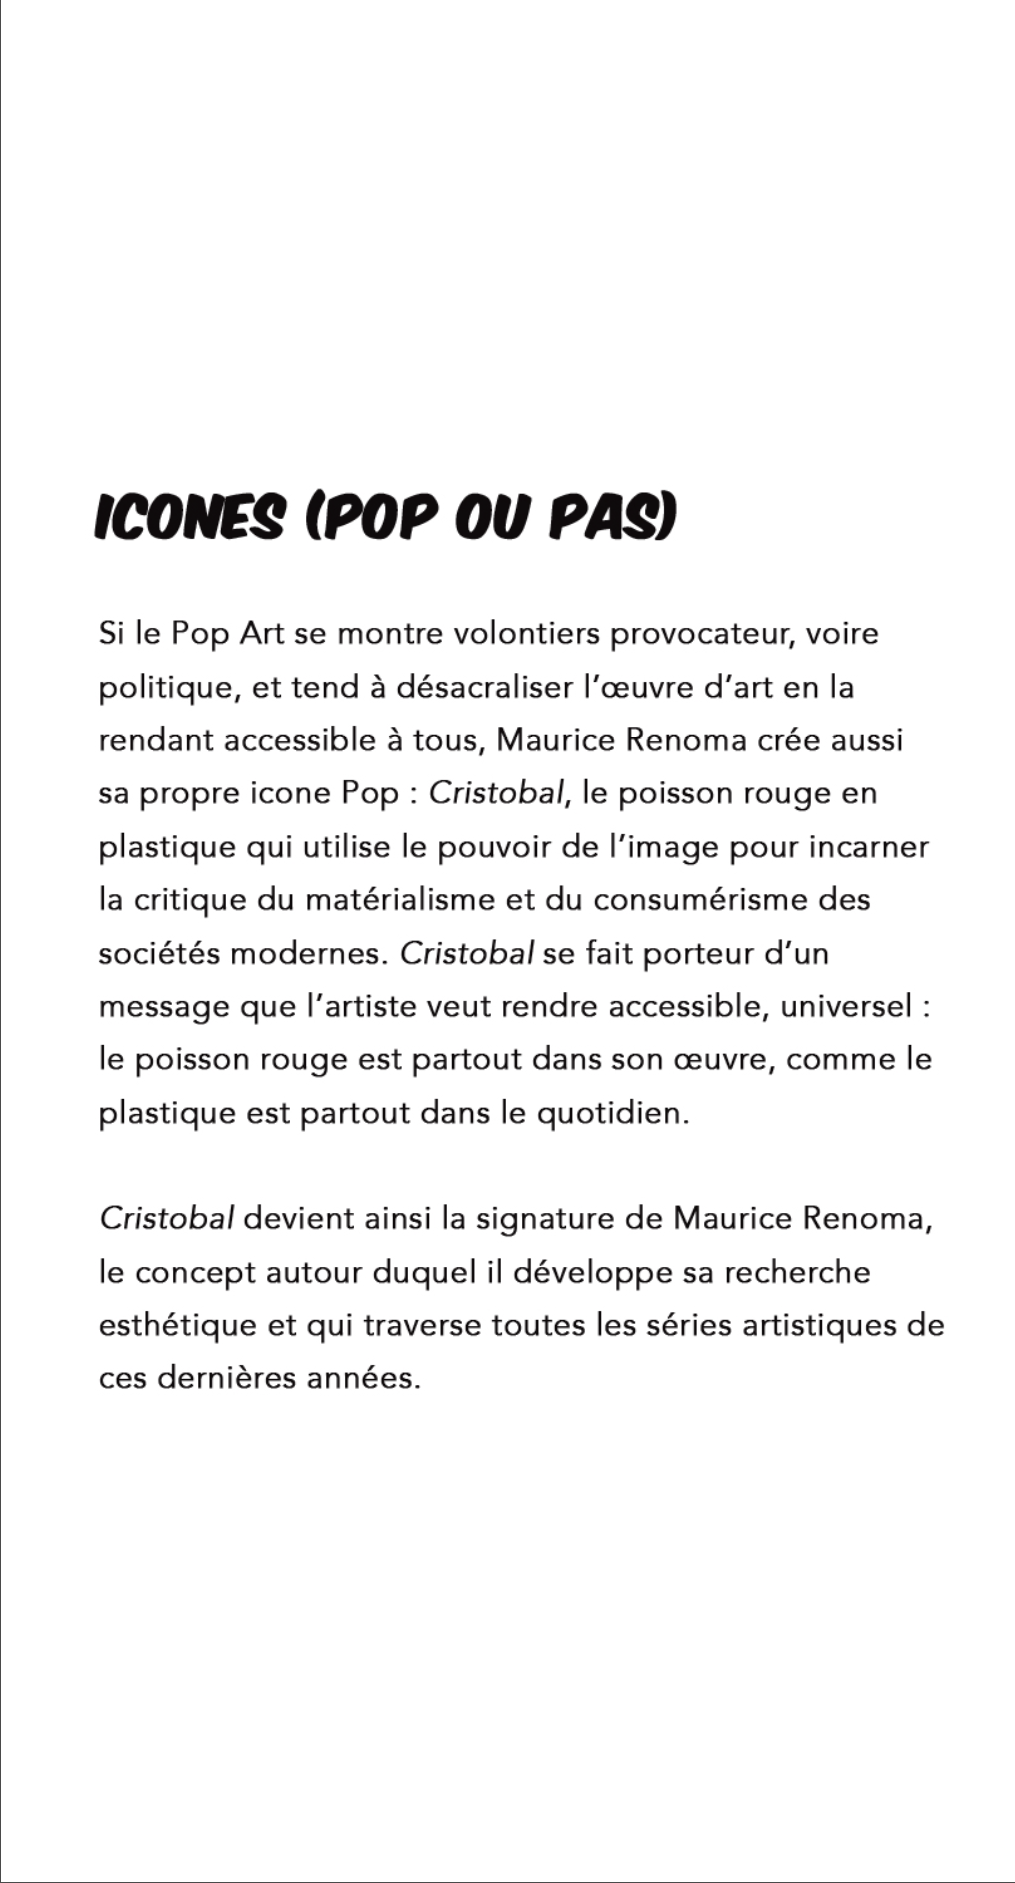 ICONES (POP OU PAS)
Si le Pop Art se montre volontiers provocateur, voire
politique, et tend à désacraliser l’œuvre d’art en la
rendant accessible à tous, Maurice Renoma crée aussi
sa propre icone Pop : Cristobal, le poisson rouge en
plastique qui utilise le pouvoir de l’image pour incarner
la critique du matérialisme et du consumérisme des
sociétés modernes. Cristobal se fait porteur d’un
message que l’artiste veut rendre accessible, universel :
le poisson rouge est partout dans son œuvre, comme le
plastique est partout dans le quotidien.
Cristobal devient ainsi la signature de Maurice Renoma,
le concept autour duquel il développe sa recherche
esthétique et qui traverse toutes les séries artistiques de
ces dernières années.